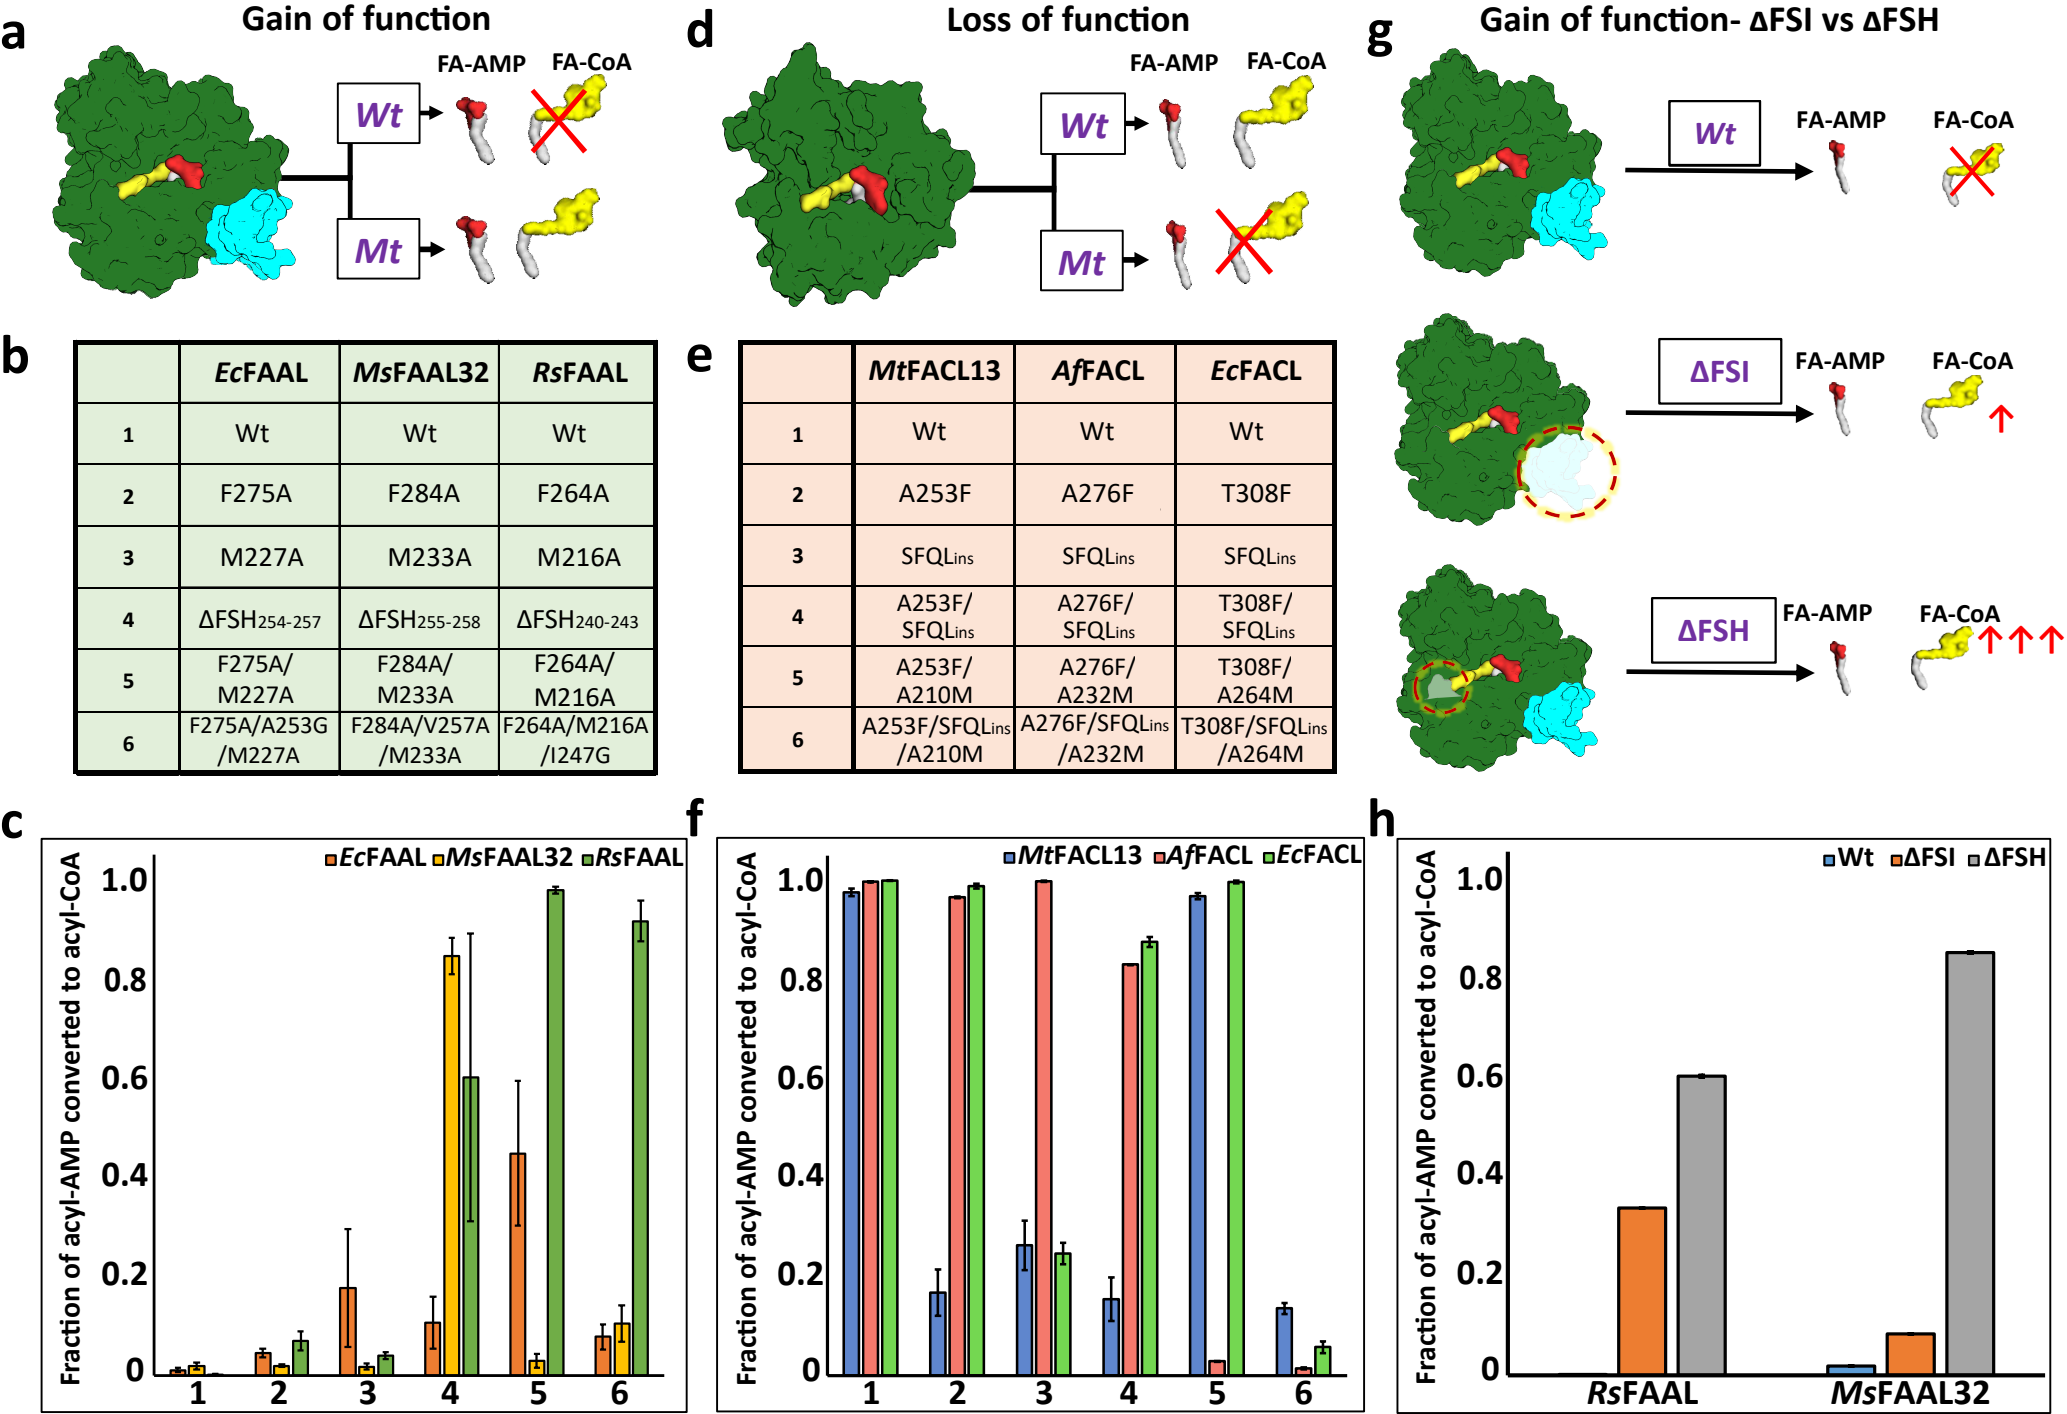 a
Gain of function
FA-AMP
FA-CoA
Wt
Mt
b
EcFAAL MsFAAL32 RsFAAL
1 Wt Wt Wt
2 F275A F284A F264A
3 M227A M233A M216A
4 ΔFSH254-257 ΔFSH255-258 ΔFSH240-243
5 F275A/ F284A/ F264A/
M227A M233A M216A
6 F275A/A253G F284A/V257A F264A/M216A
/M227A /M233A /I247G
c
Fraction of acyl-AMP converted to acyl-CoA
EcFAAL MsFAAL32 RsFAAL
1.0
0.8
0.6
0.4
0.2
0
1 2 3 4 5 6
d
Loss of function
FA-AMP
FA-CoA
Wt
Mt
e
MtFACL13 AfFACL EcFACL
1 Wt Wt Wt
2 A253F A276F T308F
3 SFQLins SFQLins SFQLins
4 A253F/ A276F/ T308F/
SFQLins SFQLins SFQLins
5 A253F/ A276F/ T308F/
A210M A232M A264M
6 A253F/SFQLins A276F/SFQLins T308F/SFQLins
/A210M /A232M /A264M
f
Fraction of acyl-AMP converted to acyl-CoA
MtFACL13 AfFACL EcFACL
1.0
0.8
0.6
0.4
0.2
0
1 2 3 4 5 6
g
Gain of function- ΔFSI vs ΔFSH
Wt
FA-AMP
FA-CoA
ΔFSI
FA-AMP
FA-CoA
ΔFSH
FA-AMP
FA-CoA
h
Fraction of acyl-AMP converted to acyl-CoA
Wt ΔFSI ΔFSH
1.0
0.8
0.6
0.4
0.2
0
RsFAAL MsFAAL32